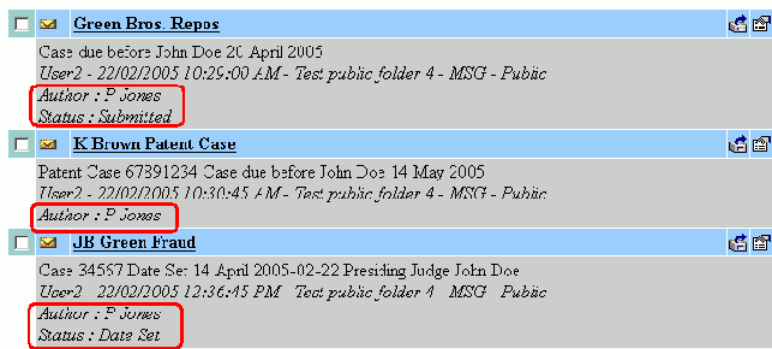 Green Bros. Repos
Case due before John Doe 20 April 2005
User2 - 22/02/2005 10:29:00 AM - Test public folder 4 - MSG - Public
Author : P Jones
Status : Submitted
K Brown Patent Case
Patent Case 67891234 Case due before John Doe 14 May 2005
User2 - 22/02/2005 10:30:45 AM - Test public folder 4 - MSG - Public
Author : P Jones
JB Green Fraud
Case 34567 Date Set 14 April 2005-02-22 Presiding Judge John Doe
User2 - 22/02/2005 12:36:45 PM - Test public folder 4 - MSG - Public
Author : P Jones
Status : Date Set